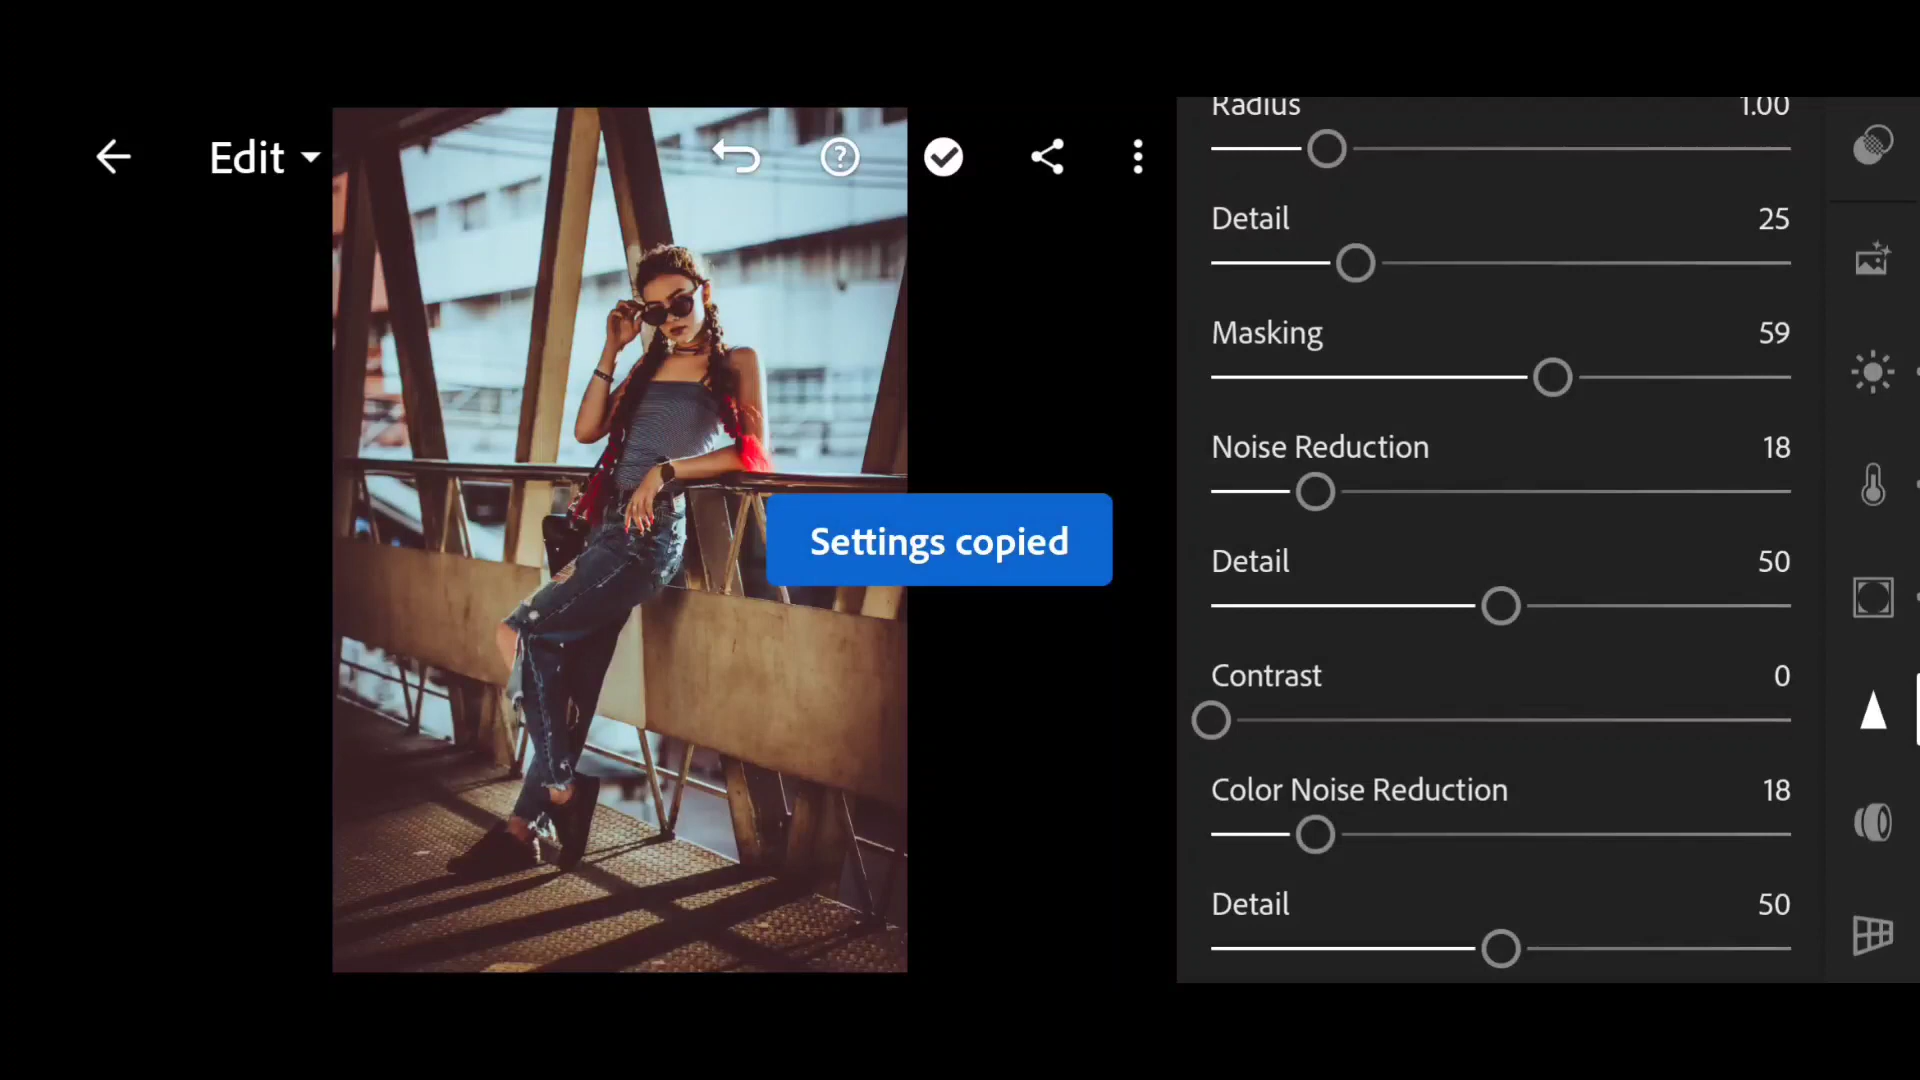 Edit
Radius 1.00
Detail 25
Masking 59
Settings copied
Noise Reduction 18
Detail 50
Contrast 0
Color Noise Reduction 18
Detail 50